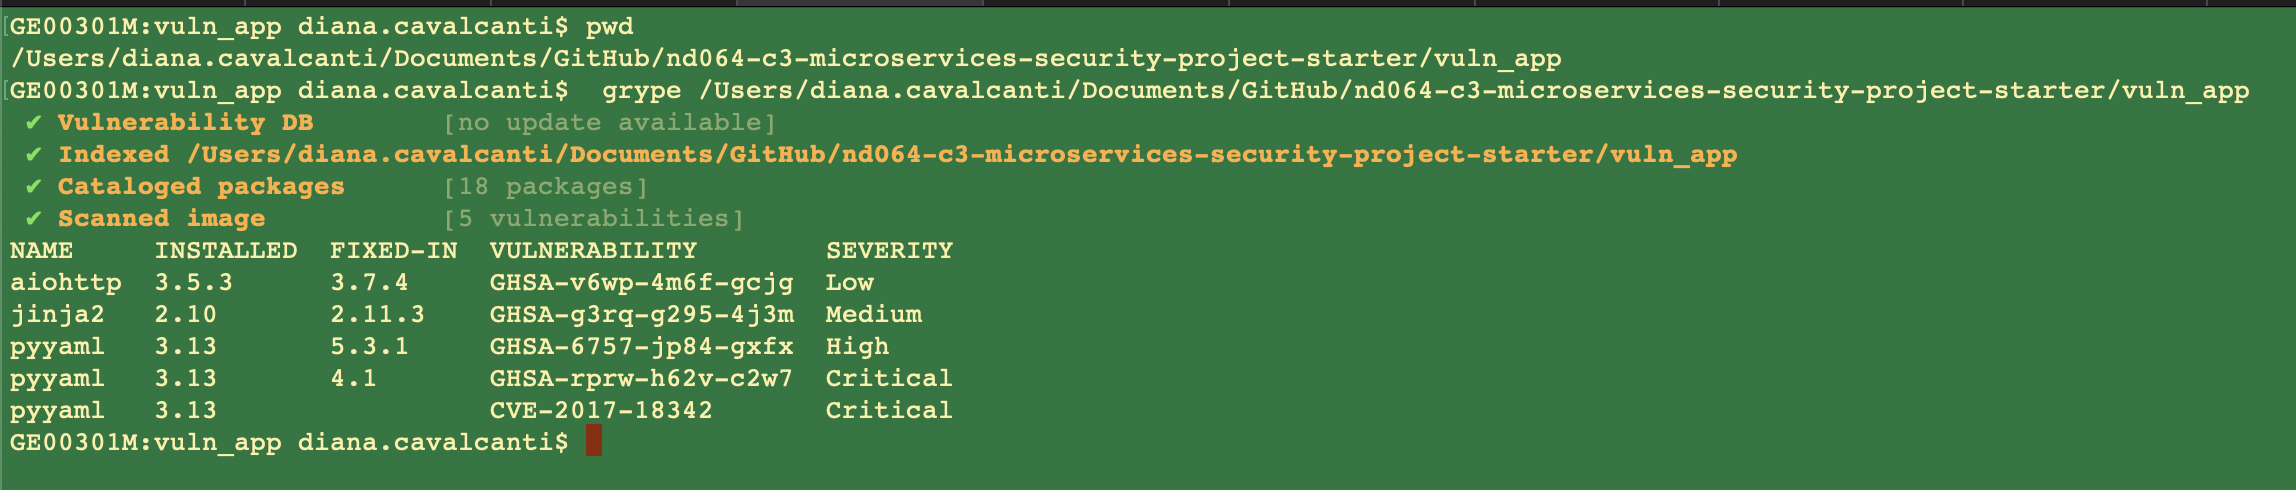 GE00301M:vuln_app diana.cavalcanti$ pwd
/Users/diana.cavalcanti/Documents/GitHub/nd064-c3-microservices-security-project-starter/vuln_app
GE00301M:vuln_app diana.cavalcanti$  grype /Users/diana.cavalcanti/Documents/GitHub/nd064-c3-microservices-security-project-starter/vuln_app
✔ Vulnerability DB        [no update available]
✔ Indexed /Users/diana.cavalcanti/Documents/GitHub/nd064-c3-microservices-security-project-starter/vuln_app
✔ Cataloged packages      [18 packages]
✔ Scanned image           [5 vulnerabilities]
NAME     INSTALLED  FIXED-IN  VULNERABILITY        SEVERITY
aiohttp  3.5.3      3.7.4     GHSA-v6wp-4m6f-gcjg  Low
jinja2   2.10       2.11.3    GHSA-g3rq-g295-4j3m  Medium
pyyaml   3.13       5.3.1     GHSA-6757-jp84-gxfx  High
pyyaml   3.13       4.1       GHSA-rprw-h62v-c2w7  Critical
pyyaml   3.13                 CVE-2017-18342       Critical
GE00301M:vuln_app diana.cavalcanti$